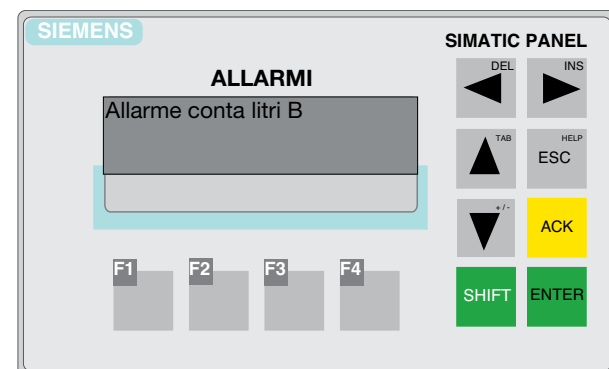 SIEMENS
SIMATIC PANEL
ALLARMI
Allarme conta litri B
DEL
INS
TAB
HELP
ESC
+/-
ACK
F1
F2
F3
F4
SHIFT
ENTER